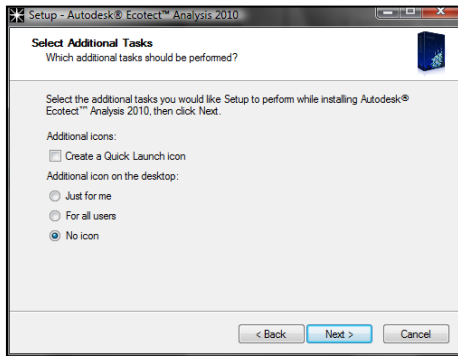 Setup - Autodesk® Ecotect™ Analysis 2010
Select Additional Tasks
Which additional tasks should be performed?
Select the additional tasks you would like Setup to perform while installing Autodesk®
Ecotect™ Analysis 2010, then click Next.
Additional icons:
Create a Quick Launch icon
Additional icon on the desktop:
Just for me
For all users
No icon
< Back Next > Cancel